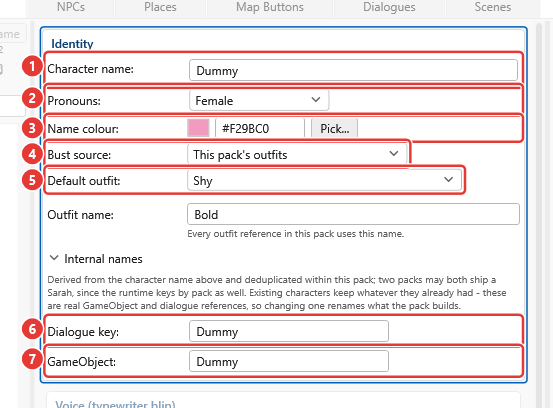 NPCs Places Map Buttons Dialogues Scenes
ame
2
Identity
1 Character name: Dummy
2 Pronouns: Female
3 Name colour: #F29BC0 Pick...
4 Bust source: This pack's outfits
5 Default outfit: Shy
Outfit name: Bold
Every outfit reference in this pack uses this name.
Internal names
Derived from the character name above and deduplicated within this pack; two packs may both ship a
Sarah, since the runtime keys by pack as well. Existing characters keep whatever they already had - these
are real GameObject and dialogue references, so changing one renames what the pack builds.
6 Dialogue key: Dummy
7 GameObject: Dummy
Voice (typewriter blip)